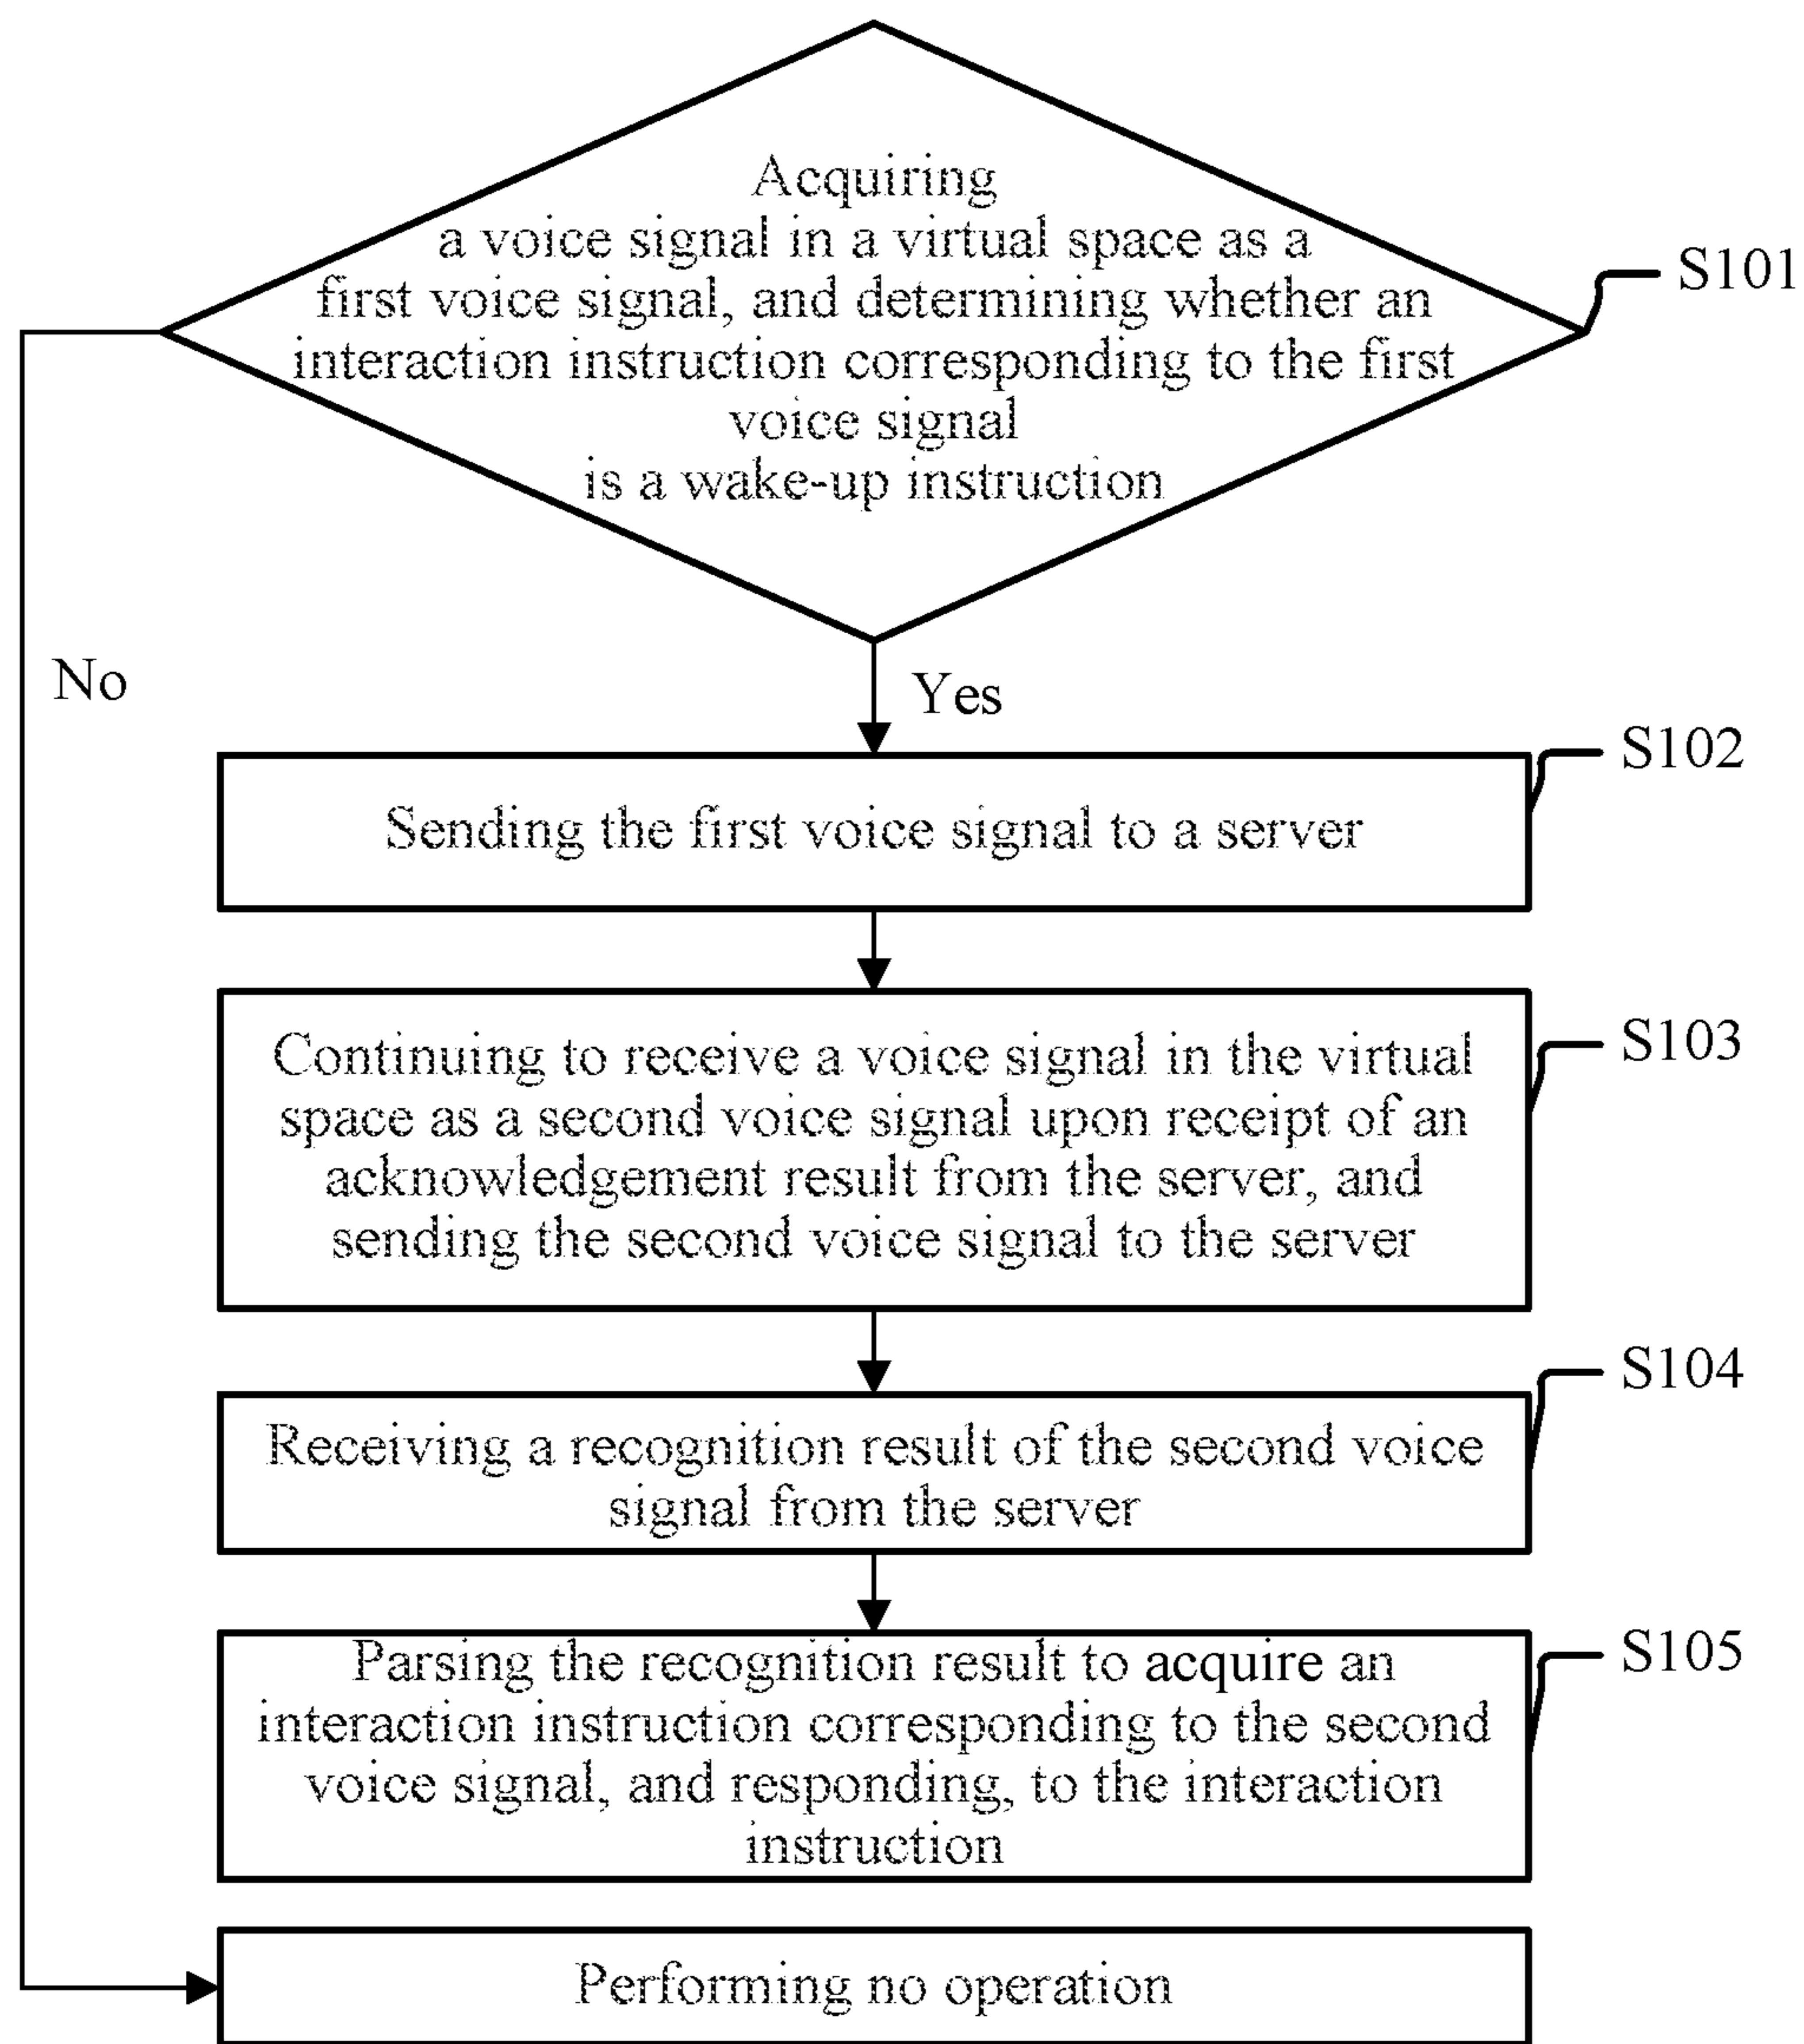 Acquiring
a voice signal in a virtual space as a
first voice signal, and determining whether an
interaction instruction corresponding to the first
voice signal
is a wake-up instruction
S101
No
Yes
S102
Sending the first voice signal to a server
S103
Continuing to receive a voice signal in the virtual
space as a second voice signal upon receipt of an
acknowledgement result from the server, and
sending the second voice signal to the server
S104
Receiving a recognition result of the second voice
signal from the server
S105
Parsing the recognition result to acquire an
interaction instruction corresponding to the second
voice signal, and responding, to the interaction
instruction
Performing no operation